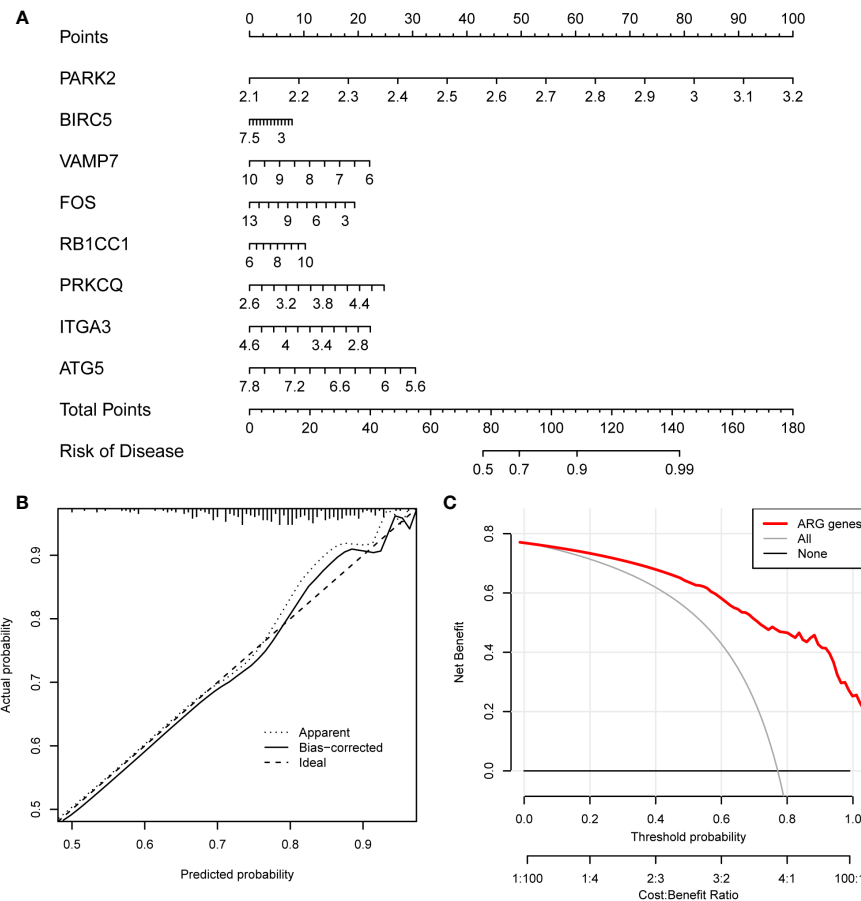 A
0 10 20 30 40 50 60 70 80 90 100
Points
PARK2
2.1 2.2 2.3 2.4 2.5 2.6 2.7 2.8 2.9 3 3.1 3.2
BIRC5
7.5 3
VAMP7
10 9 8 7 6
FOS
13 9 6 3
RB1CC1
6 8 10
PRKCQ
2.6 3.2 3.8 4.4
ITGA3
4.6 4 3.4 2.8
ATG5
7.8 7.2 6.6 6 5.6
Total Points
0 20 40 60 80 100 120 140 160 180
Risk of Disease
0.5 0.7 0.9 0.99
B
Actual probability
0.9
0.8
0.7
0.6
0.5
Apparent
Bias−corrected
Ideal
0.5 0.6 0.7 0.8 0.9
Predicted probability
C
ARG genes
All
None
Net Benefit
0.8
0.6
0.4
0.2
0.0
0.0 0.2 0.4 0.6 0.8 1.0
Threshold probability
1:100 1:4 2:3 3:2 4:1 100:1
Cost:Benefit Ratio